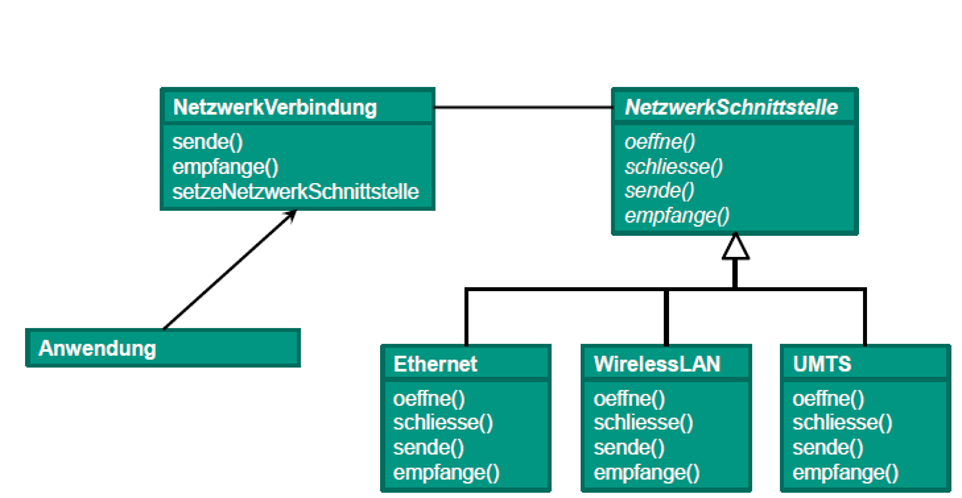 NetzwerkVerbindung
sende()
empfange()
setzeNetzwerkSchnittstelle
NetzwerkSchnittstelle
oeffne()
schliesse()
sende()
empfange()
Anwendung
Ethernet
oeffne()
schliesse()
sende()
empfange()
WirelessLAN
oeffne()
schliesse()
sende()
empfange()
UMTS
oeffne()
schliesse()
sende()
empfange()